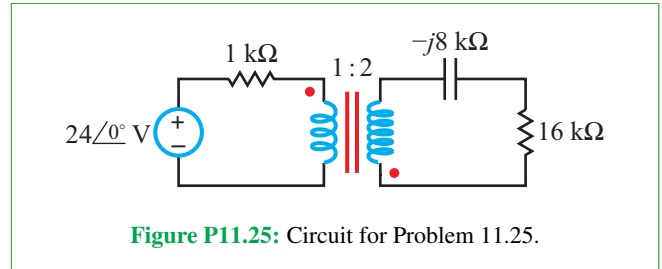 1 kΩ
−j8 kΩ
1 : 2
24∠0° V
+
−
16 kΩ
Figure P11.25: Circuit for Problem 11.25.